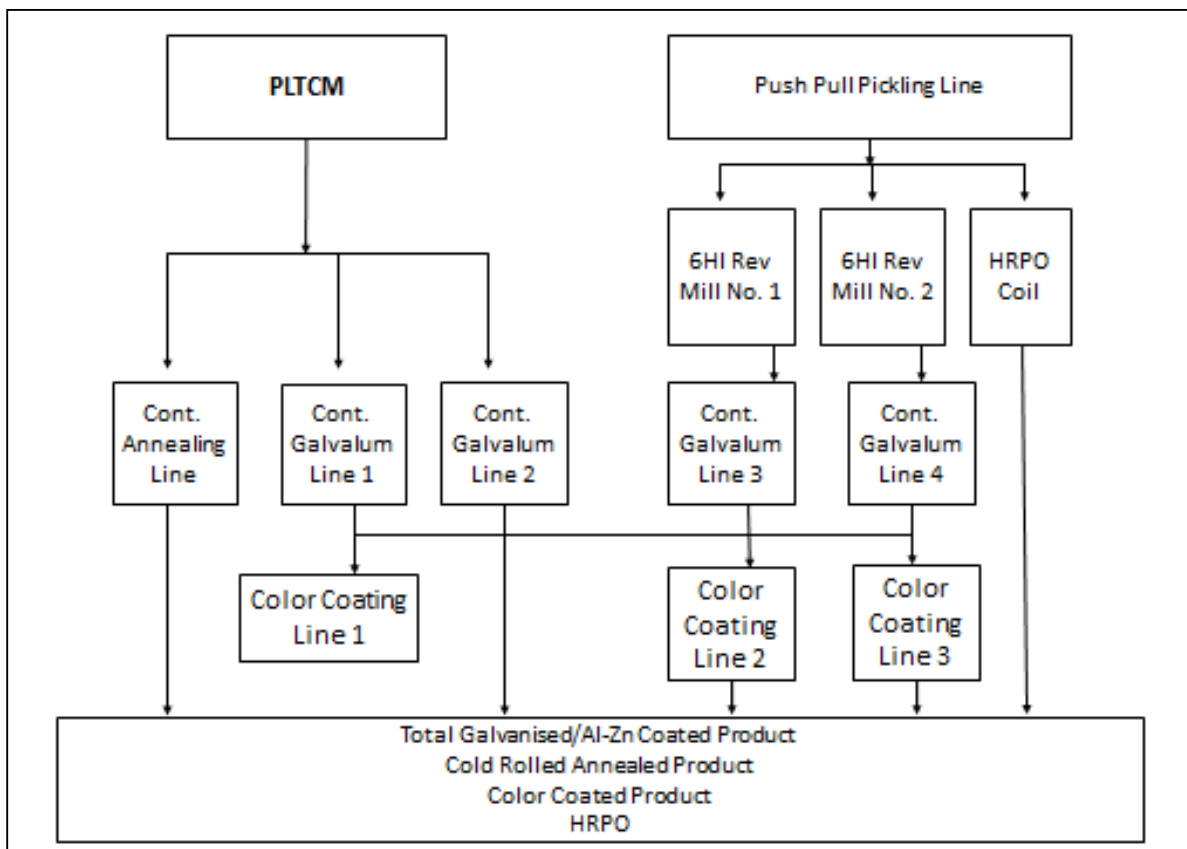 PLTCM
Push Pull Pickling Line
6HI Rev
Mill No. 1
6HI Rev
Mill No. 2
HRPO
Coil
Cont.
Annealing
Line
Cont.
Galvalum
Line 1
Cont.
Galvalum
Line 2
Cont.
Galvalum
Line 3
Cont.
Galvalum
Line 4
Color Coating
Line 1
Color
Coating
Line 2
Color
Coating
Line 3
Total Galvanised/Al-Zn Coated Product
Cold Rolled Annealed Product
Color Coated Product
HRPO